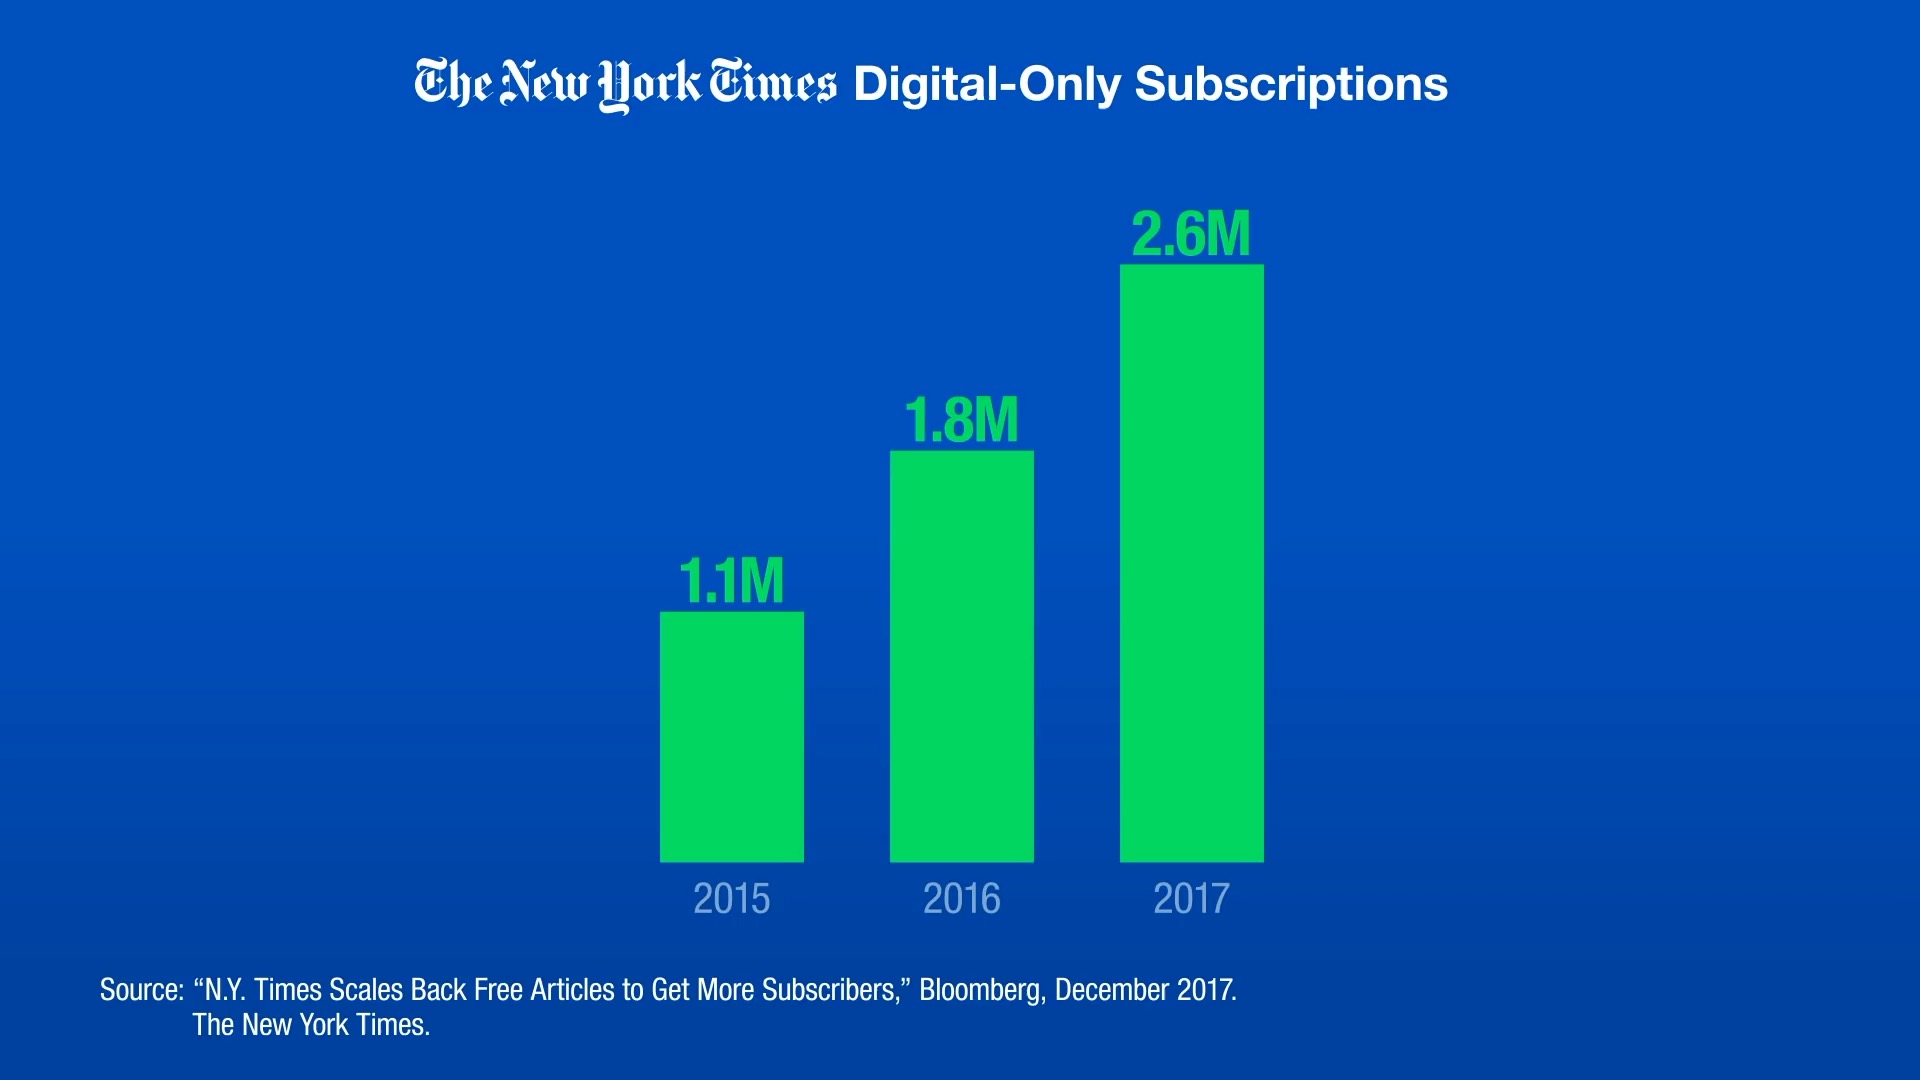 The New York Times Digital-Only Subscriptions
2.6M
1.8M
1.1M
2015 2016 2017
Source: “N.Y. Times Scales Back Free Articles to Get More Subscribers,” Bloomberg, December 2017.
The New York Times.